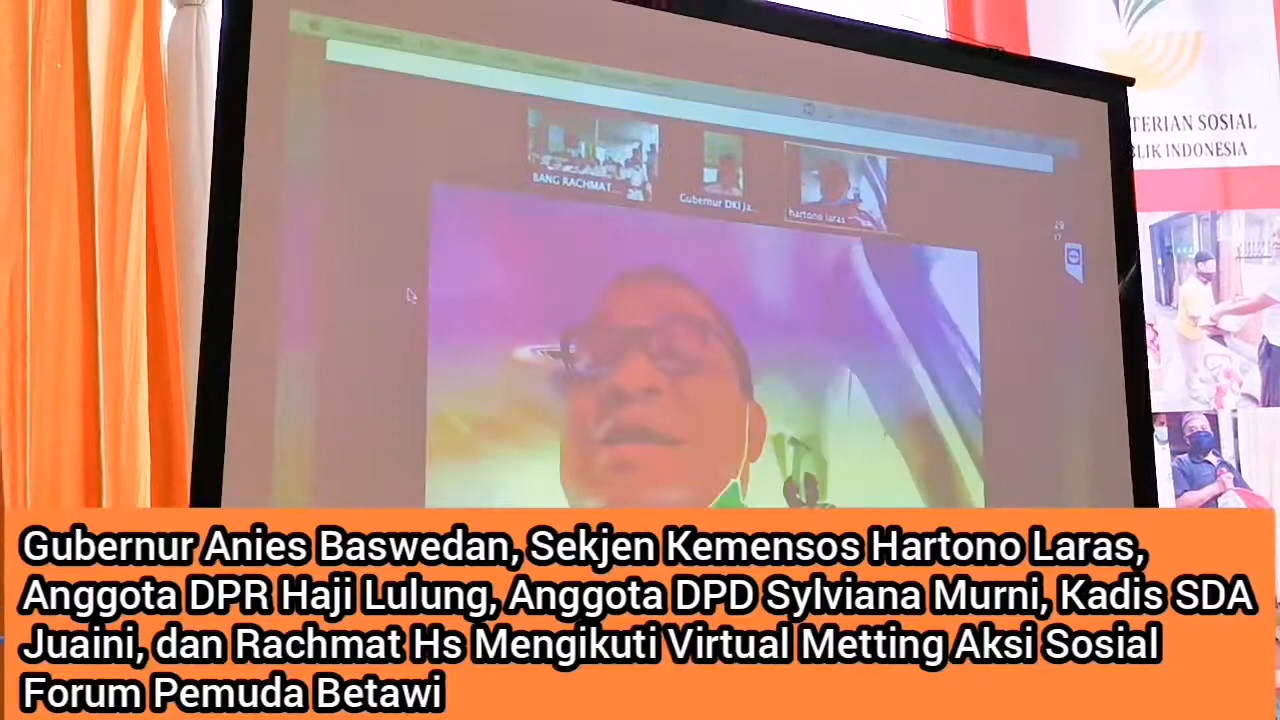 TERIAN SOSIAL
BLIK INDONESIA
BANG RACHMAT...
Gubernur DKI Ja...
hartono laras
Gubernur Anies Baswedan, Sekjen Kemensos Hartono Laras,
Anggota DPR Haji Lulung, Anggota DPD Sylviana Murni, Kadis SDA
Juaini, dan Rachmat Hs Mengikuti Virtual Metting Aksi Sosial
Forum Pemuda Betawi